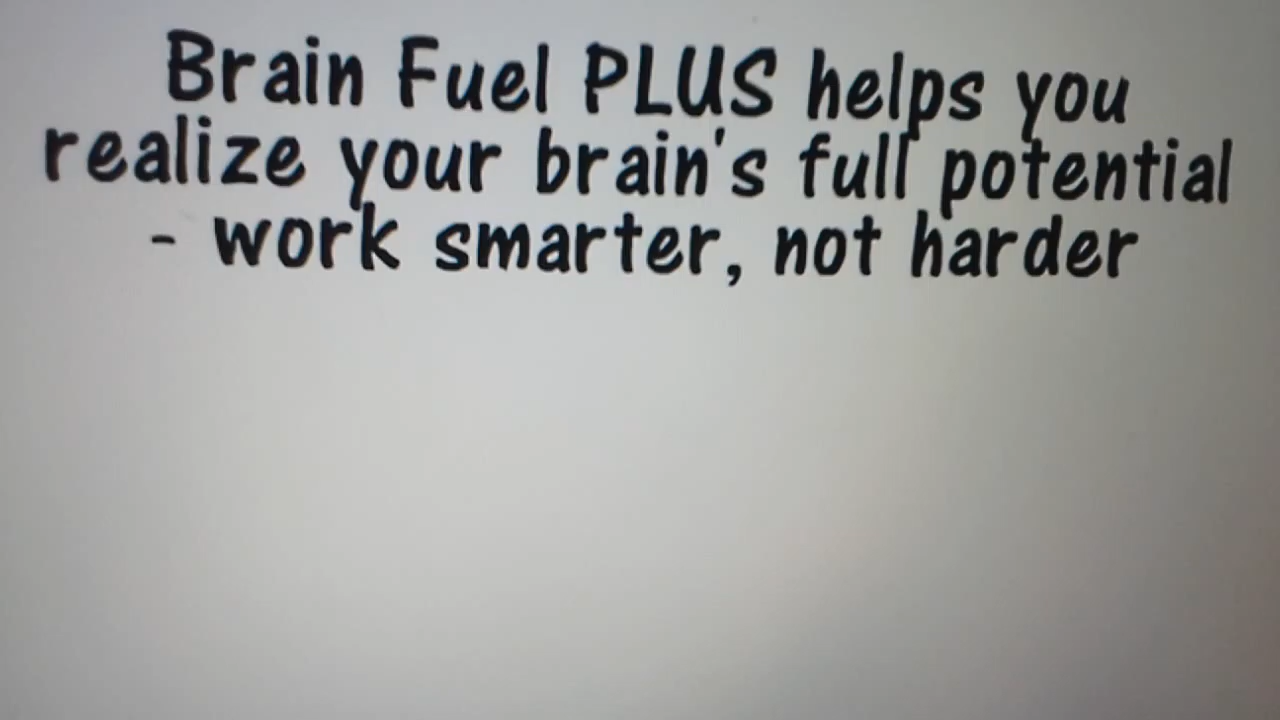 Brain Fuel PLUS helps you
realize your brain's full potential
- work smarter, not harder